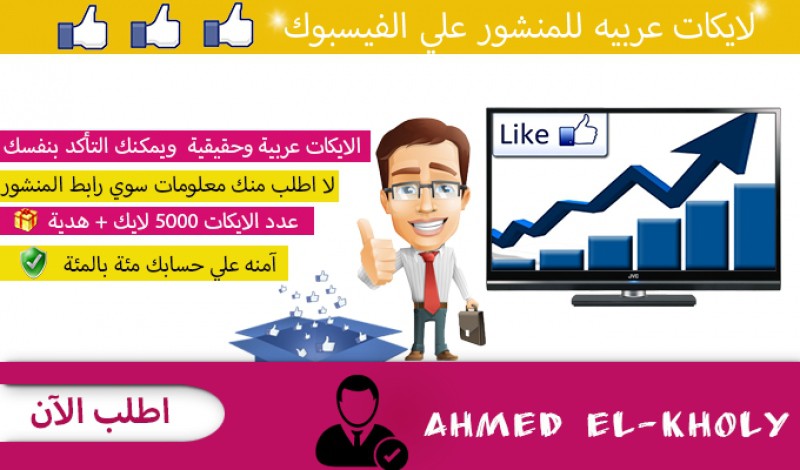 لايكات عربيه للمنشور علي الفيسبوك
الايكات عربية وحقيقية ويمكنك التأكد بنفسك
لا اطلب منك معلومات سوي رابط المنشور
عدد الايكات 5000 لايك + هدية
آمنه علي حسابك مئة بالمئة
Like
JVC
اطلب الآن
AHMED EL-KHOLY